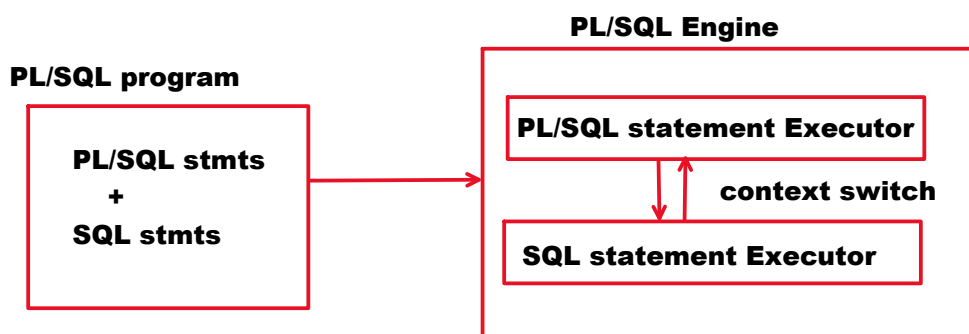 PL/SQL Engine
PL/SQL program
PL/SQL statement Executor
PL/SQL stmts
+
SQL stmts
context switch
SQL statement Executor